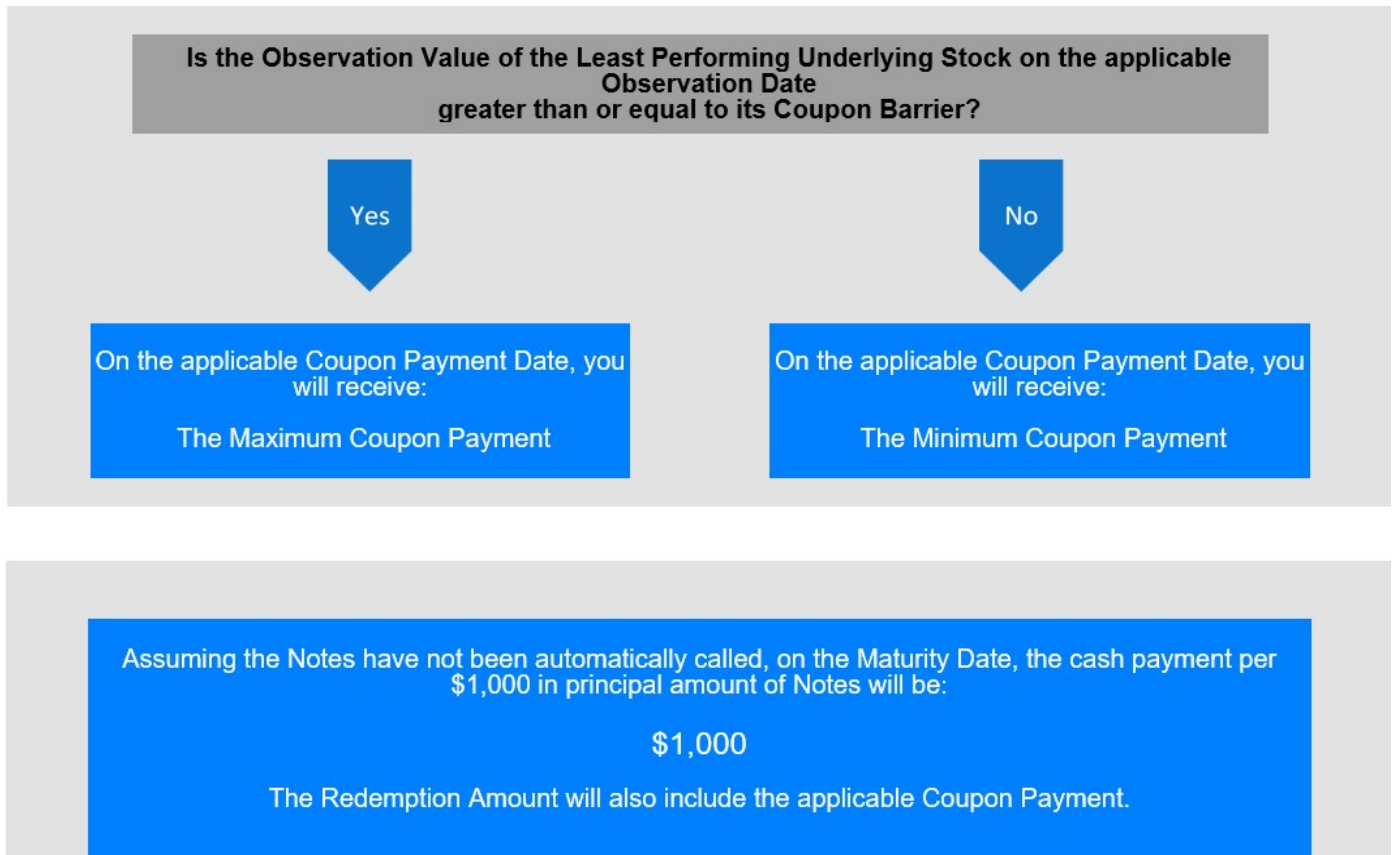 Is the Observation Value of the Least Performing Underlying Stock on the applicable
Observation Date
greater than or equal to its Coupon Barrier?
Yes
No
On the applicable Coupon Payment Date, you
will receive:
The Maximum Coupon Payment
On the applicable Coupon Payment Date, you
will receive:
The Minimum Coupon Payment
Assuming the Notes have not been automatically called, on the Maturity Date, the cash payment per
$1,000 in principal amount of Notes will be:
$1,000
The Redemption Amount will also include the applicable Coupon Payment.